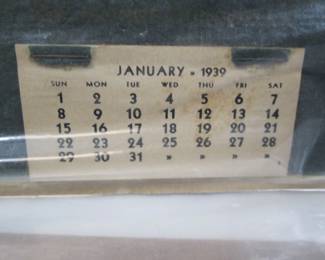 JANUARY » 1939
SUN MON TUE WED THU FRI SAT
1 2 3 4 5 6 7
8 9 10 11 12 13 14
15 16 17 18 19 20 21
22 23 24 25 26 27 28
29 30 31 » » » »